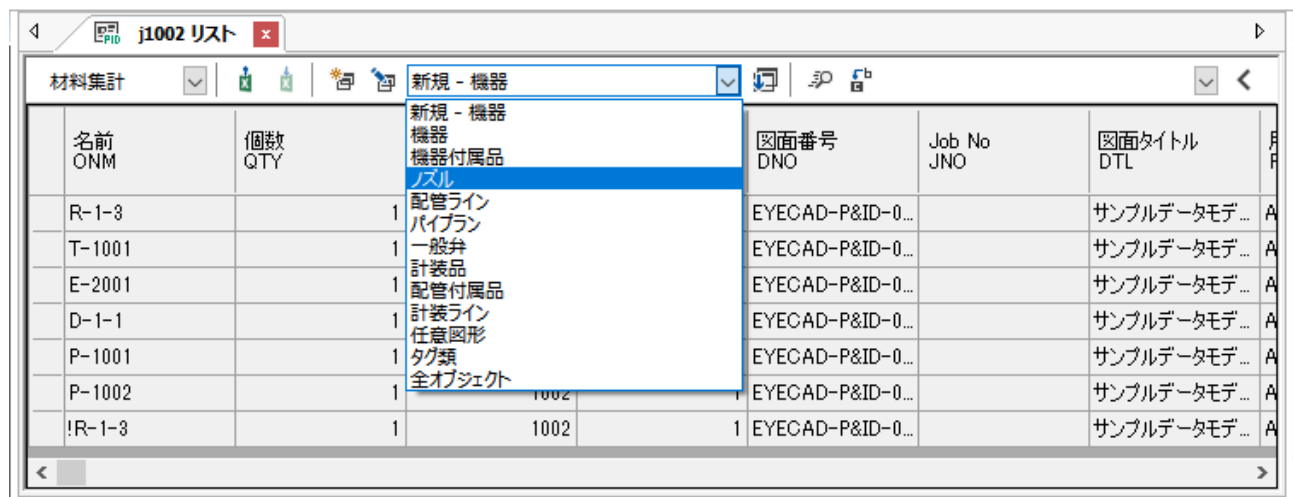 PID j1002 リスト x
材料集計 新規 - 機器
新規 - 機器
機器
機器付属品
ノズル
配管ライン
パイプラン
一般弁
計装品
配管付属品
計装ライン
任意図形
タグ類
全オブジェクト
名前 個数 図面番号 Job No 図面タイトル
ONM QTY DNO JNO DTL
R-1-3 1 EYECAD-P&ID-0... サンプルデータモデ... A
T-1001 1 EYECAD-P&ID-0... サンプルデータモデ... A
E-2001 1 EYECAD-P&ID-0... サンプルデータモデ... A
D-1-1 1 EYECAD-P&ID-0... サンプルデータモデ... A
P-1001 1 EYECAD-P&ID-0... サンプルデータモデ... A
P-1002 1 1002 1 EYECAD-P&ID-0... サンプルデータモデ... A
!R-1-3 1 1002 1 EYECAD-P&ID-0... サンプルデータモデ... A